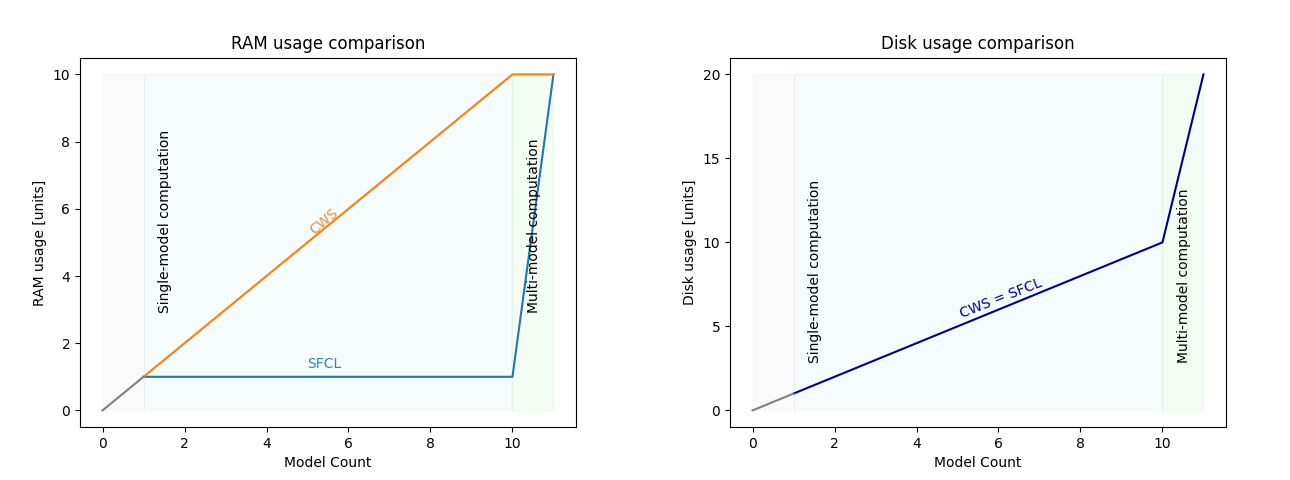 RAM usage comparison
10
8
6
4
2
0
RAM usage [units]
Single-model computation
CWS
SFCL
Multi-model computation
0 2 4 6 8 10
Model Count
Disk usage comparison
20
15
10
5
0
Disk usage [units]
Single-model computation
CWS = SFCL
Multi-model computation
0 2 4 6 8 10
Model Count